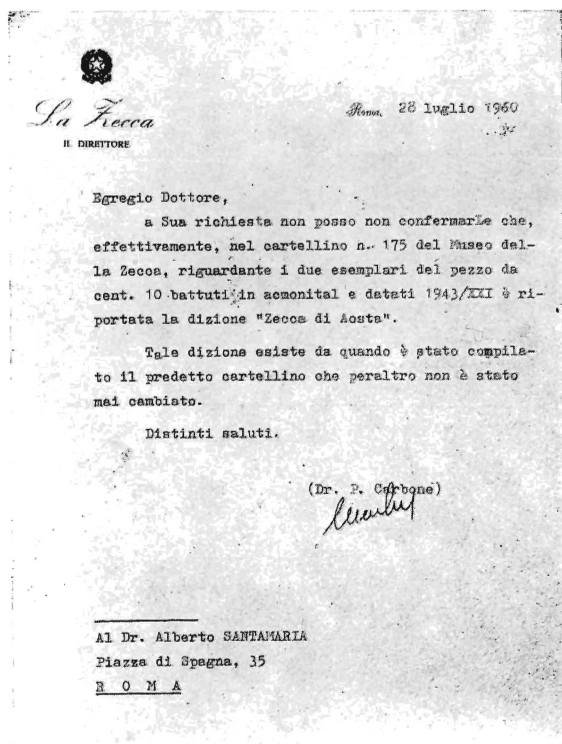 La Zecca
IL DIRETTORE
Roma, 28 luglio 1960
Egregio Dottore,
a Sua richiesta non posso non confermarLe che,
effettivamente, nel cartellino n. 175 del Museo del-
la Zecca, riguardante i due esemplari del pezzo da
cent. 10 battuti in acmonital e datati 1943/XXI è ri-
portata la dizione "Zecca di Aosta".
Tale dizione esiste da quando è stato compila-
to il predetto cartellino che peraltro non è stato
mai cambiato.
Distinti saluti.
(Dr. P. Carbone)
Al Dr. Alberto SANTAMARIA
Piazza di Spagna, 35
R O M A